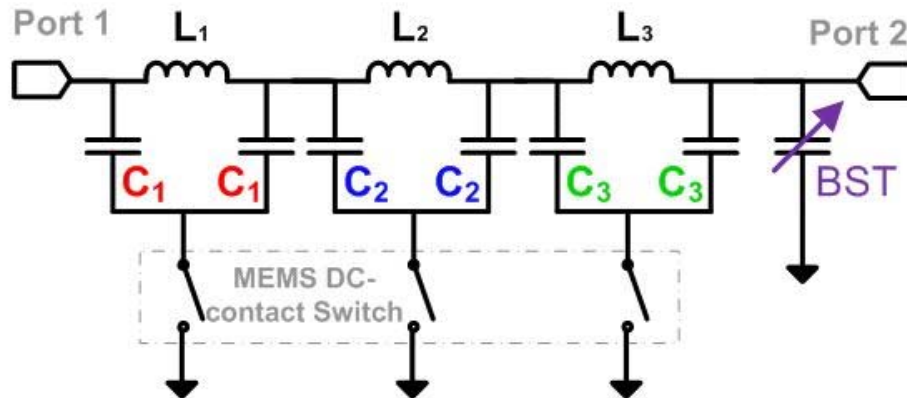 Port 1
L₁
L₂
L₃
Port 2
C₁
C₁
C₂
C₂
C₃
C₃
BST
MEMS DC-
contact Switch